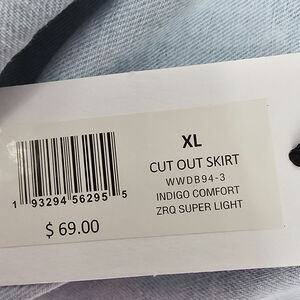 XL
CUT OUT SKIRT
WWDB94-3
INDIGO COMFORT
ZRQ SUPER LIGHT
1 93294 56295 5
$ 69.00